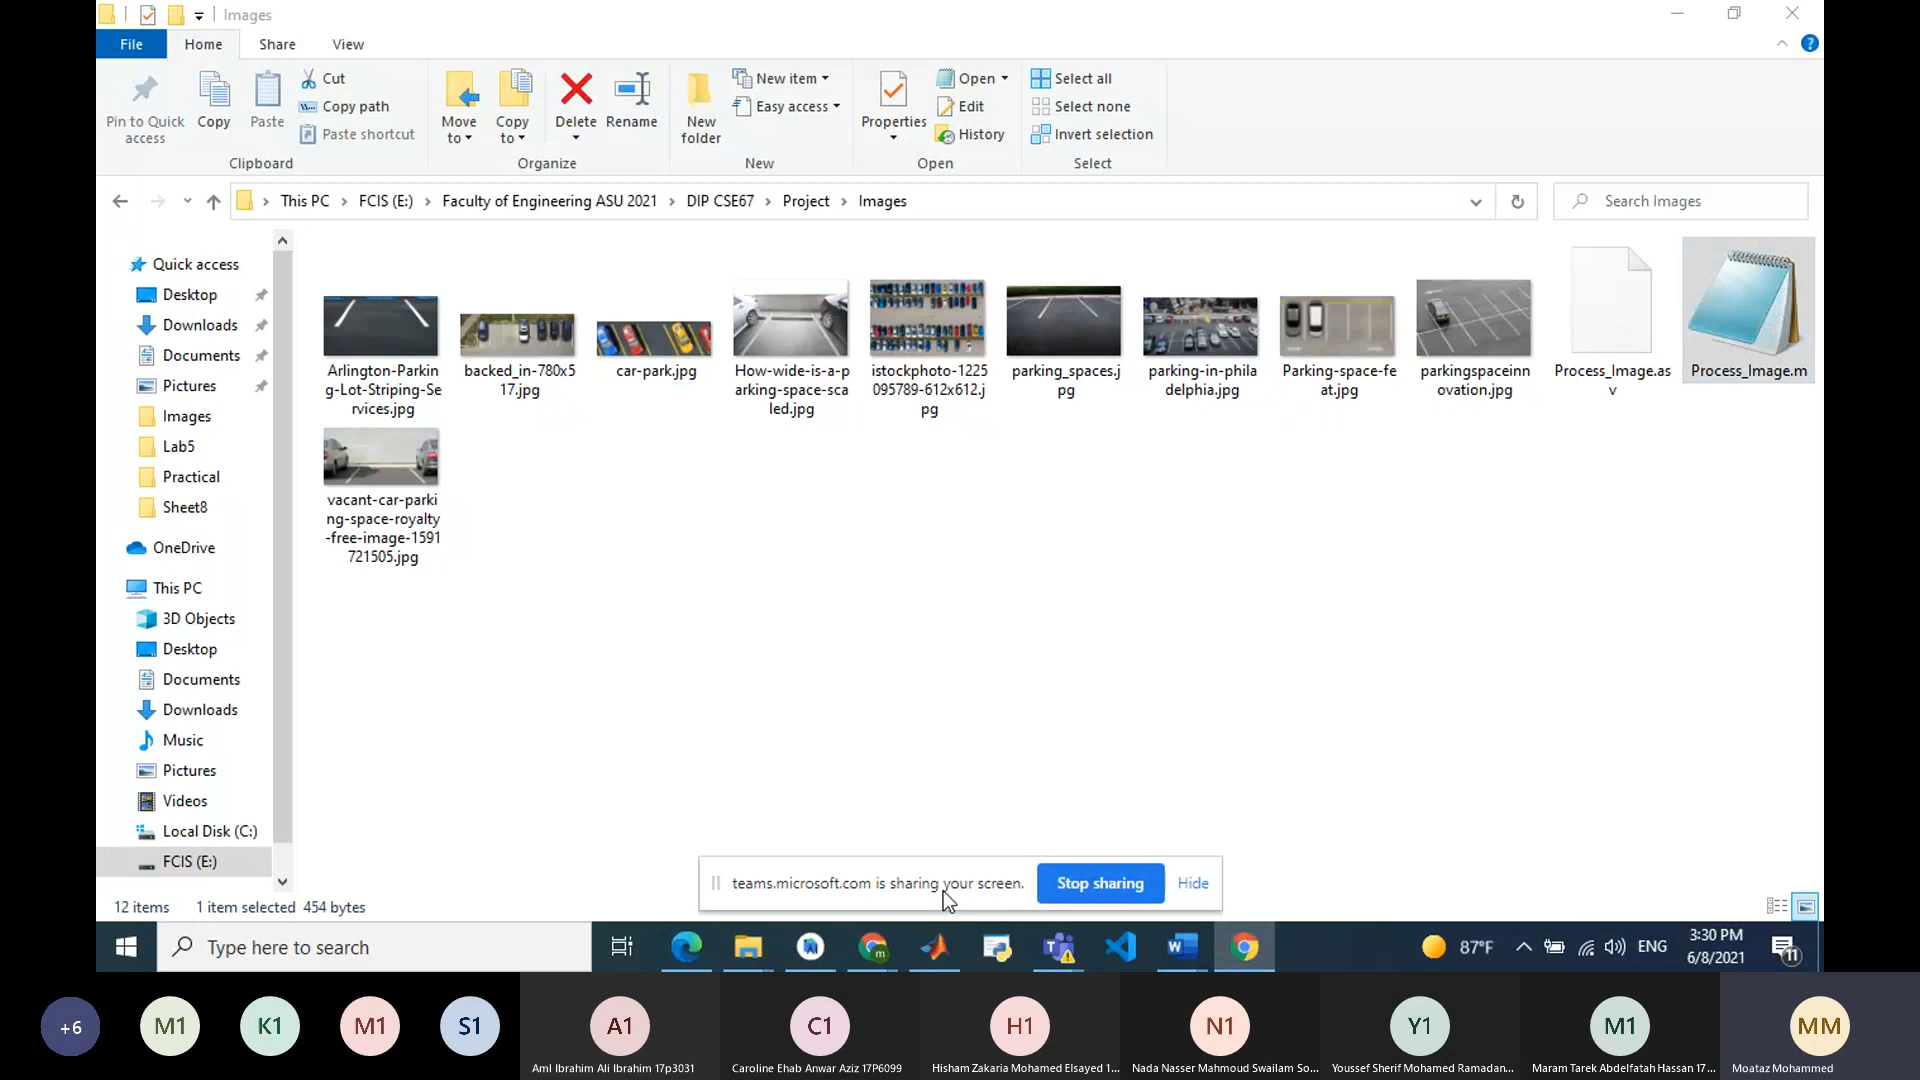 Images
File Home Share View
Pin to Quick
access
Copy
Paste
Cut
Copy path
Paste shortcut
Clipboard
Move
to
Copy
to
Delete
Rename
Organize
New
folder
New item
Easy access
New
Properties
Open
Edit
History
Open
Select all
Select none
Invert selection
Select
This PC > FCIS (E:) > Faculty of Engineering ASU 2021 > DIP CSE67 > Project > Images
Search Images
Quick access
Desktop
Downloads
Documents
Pictures
Images
Lab5
Practical
Sheet8
OneDrive
This PC
3D Objects
Desktop
Documents
Downloads
Music
Pictures
Videos
Local Disk (C:)
FCIS (E:)
Arlington-Parkin
g-Lot-Striping-Se
rvices.jpg
backed_in-780x5
17.jpg
car-park.jpg
How-wide-is-a-p
arking-space-sca
led.jpg
istockphoto-1225
095789-612x612.j
pg
parking_spaces.j
pg
parking-in-phila
delphia.jpg
Parking-space-fe
at.jpg
parkingspaceinn
ovation.jpg
Process_Image.as
v
Process_Image.m
vacant-car-parki
ng-space-royalty
-free-image-1591
721505.jpg
teams.microsoft.com is sharing your screen.
Stop sharing
Hide
12 items 1 item selected 454 bytes
Type here to search
87°F
ENG
3:30 PM
6/8/2021
11
+6
M1
K1
M1
S1
A1
C1
H1
N1
Y1
M1
MM
Aml Ibrahim Ali Ibrahim 17p3031
Caroline Ehab Anwar Aziz 17P6099
Hisham Zakaria Mohamed Elsayed 1...
Nada Nasser Mahmoud Swailam So...
Youssef Sherif Mohamed Ramadan...
Maram Tarek Abdelfatah Hassan 17...
Moataz Mohammed